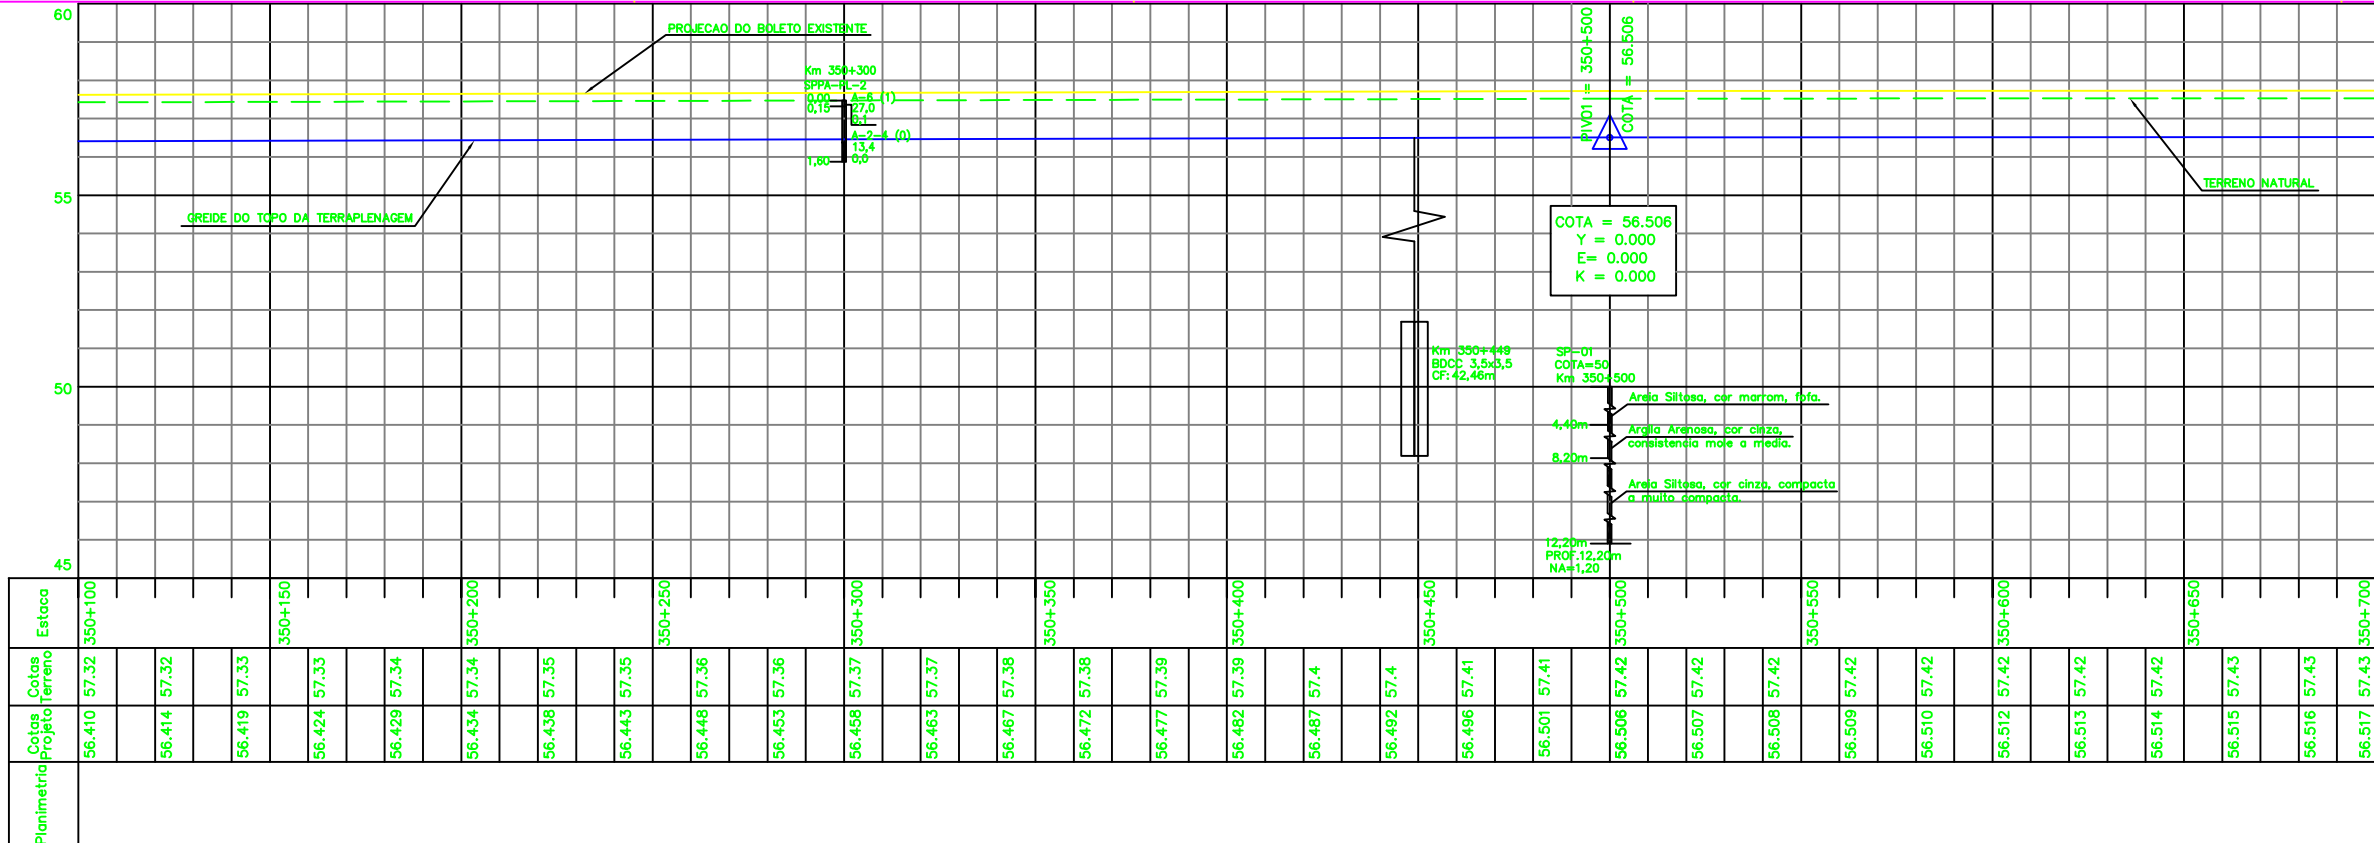 60
55
50
45
PROJECAO DO BOLETO EXISTENTE
Km 350+300
SPPA-PL-2
0,00 A-6 (1)
0,15 27,0
0,1
A-2-4 (0)
13,4
1,60 0,0
GREIDE DO TOPO DA TERRAPLENAGEM
PIV01 = 350+500
COTA = 56.506
TERRENO NATURAL
COTA = 56.506
Y = 0.000
E= 0.000
K = 0.000
Km 350+449
BDCC 3,5x3,5
CF: 42,46m
SP-01
COTA=50
Km 350+500
Areia Siltosa, cor marrom, fofa.
4,40m
Argila Arenosa, cor cinza,
consistencia mole a media.
8,20m
Areia Siltosa, cor cinza, compacta
a muito compacta.
12,20m
PROF.12,20m
NA=1,20
Estaca
350+100 350+150 350+200 350+250 350+300 350+350 350+400 350+450 350+500 350+550 350+600 350+650 350+700
Cotas
Terreno
57.32 57.32 57.33 57.33 57.34 57.34 57.35 57.35 57.36 57.36 57.37 57.37 57.38 57.38 57.39 57.39 57.4 57.4 57.41 57.41 57.42 57.42 57.42 57.42 57.42 57.42 57.42 57.42 57.43 57.43 57.43
Cotas
Projeto
56.410 56.414 56.419 56.424 56.429 56.434 56.438 56.443 56.448 56.453 56.458 56.463 56.467 56.472 56.477 56.482 56.487 56.492 56.496 56.501 56.506 56.507 56.508 56.509 56.510 56.512 56.513 56.514 56.515 56.516 56.517
Planimetria